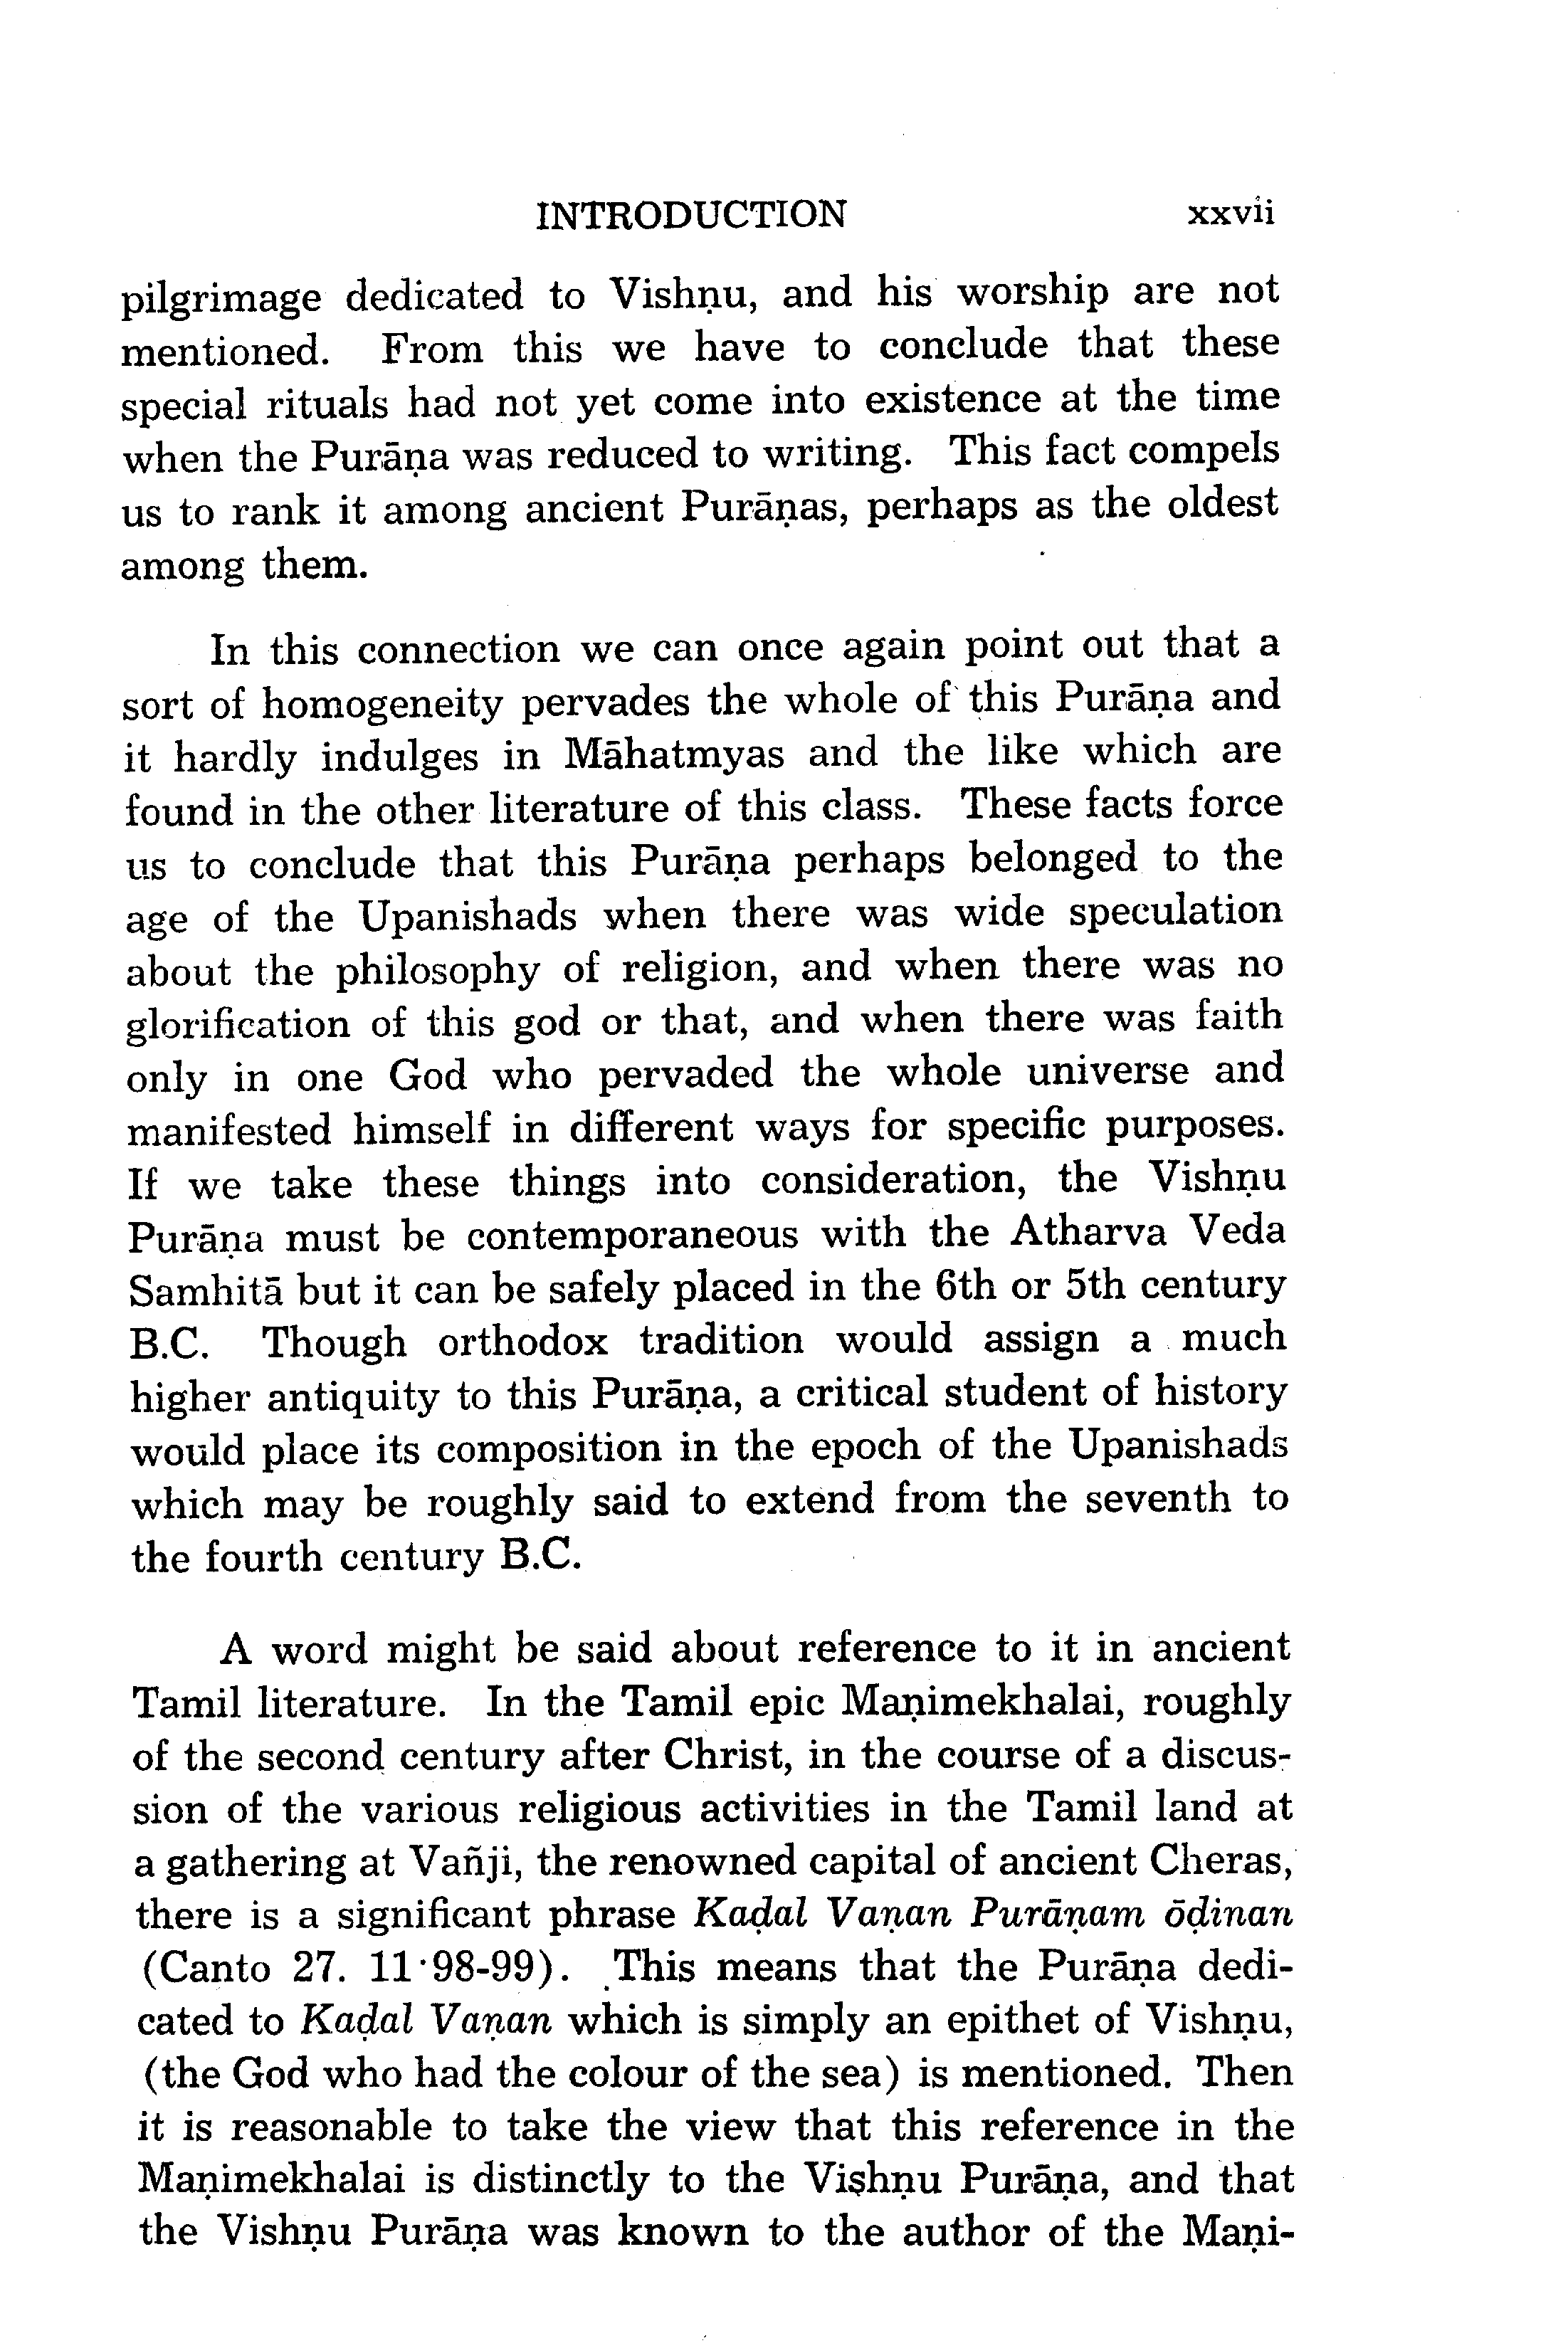 INTRODUCTION xxvii
pilgrimage dedicated to Vishṇu, and his worship are not
mentioned. From this we have to conclude that these
special rituals had not yet come into existence at the time
when the Purāṇa was reduced to writing. This fact compels
us to rank it among ancient Purāṇas, perhaps as the oldest
among them.
In this connection we can once again point out that a
sort of homogeneity pervades the whole of this Purāṇa and
it hardly indulges in Māhatmyas and the like which are
found in the other literature of this class. These facts force
us to conclude that this Purāṇa perhaps belonged to the
age of the Upanishads when there was wide speculation
about the philosophy of religion, and when there was no
glorification of this god or that, and when there was faith
only in one God who pervaded the whole universe and
manifested himself in different ways for specific purposes.
If we take these things into consideration, the Vishṇu
Purāṇa must be contemporaneous with the Atharva Veda
Samhitā but it can be safely placed in the 6th or 5th century
B.C. Though orthodox tradition would assign a much
higher antiquity to this Purāṇa, a critical student of history
would place its composition in the epoch of the Upanishads
which may be roughly said to extend from the seventh to
the fourth century B.C.
A word might be said about reference to it in ancient
Tamil literature. In the Tamil epic Maṇimekhalai, roughly
of the second century after Christ, in the course of a discus-
sion of the various religious activities in the Tamil land at
a gathering at Vañji, the renowned capital of ancient Cheras,
there is a significant phrase Kaḍal Vaṇan Purāṇam ōḍinan
(Canto 27. 11·98-99). This means that the Purāṇa dedi-
cated to Kaḍal Vaṇan which is simply an epithet of Vishṇu,
(the God who had the colour of the sea) is mentioned. Then
it is reasonable to take the view that this reference in the
Maṇimekhalai is distinctly to the Viṣhṇu Purāṇa, and that
the Vishṇu Purāṇa was known to the author of the Maṇi-